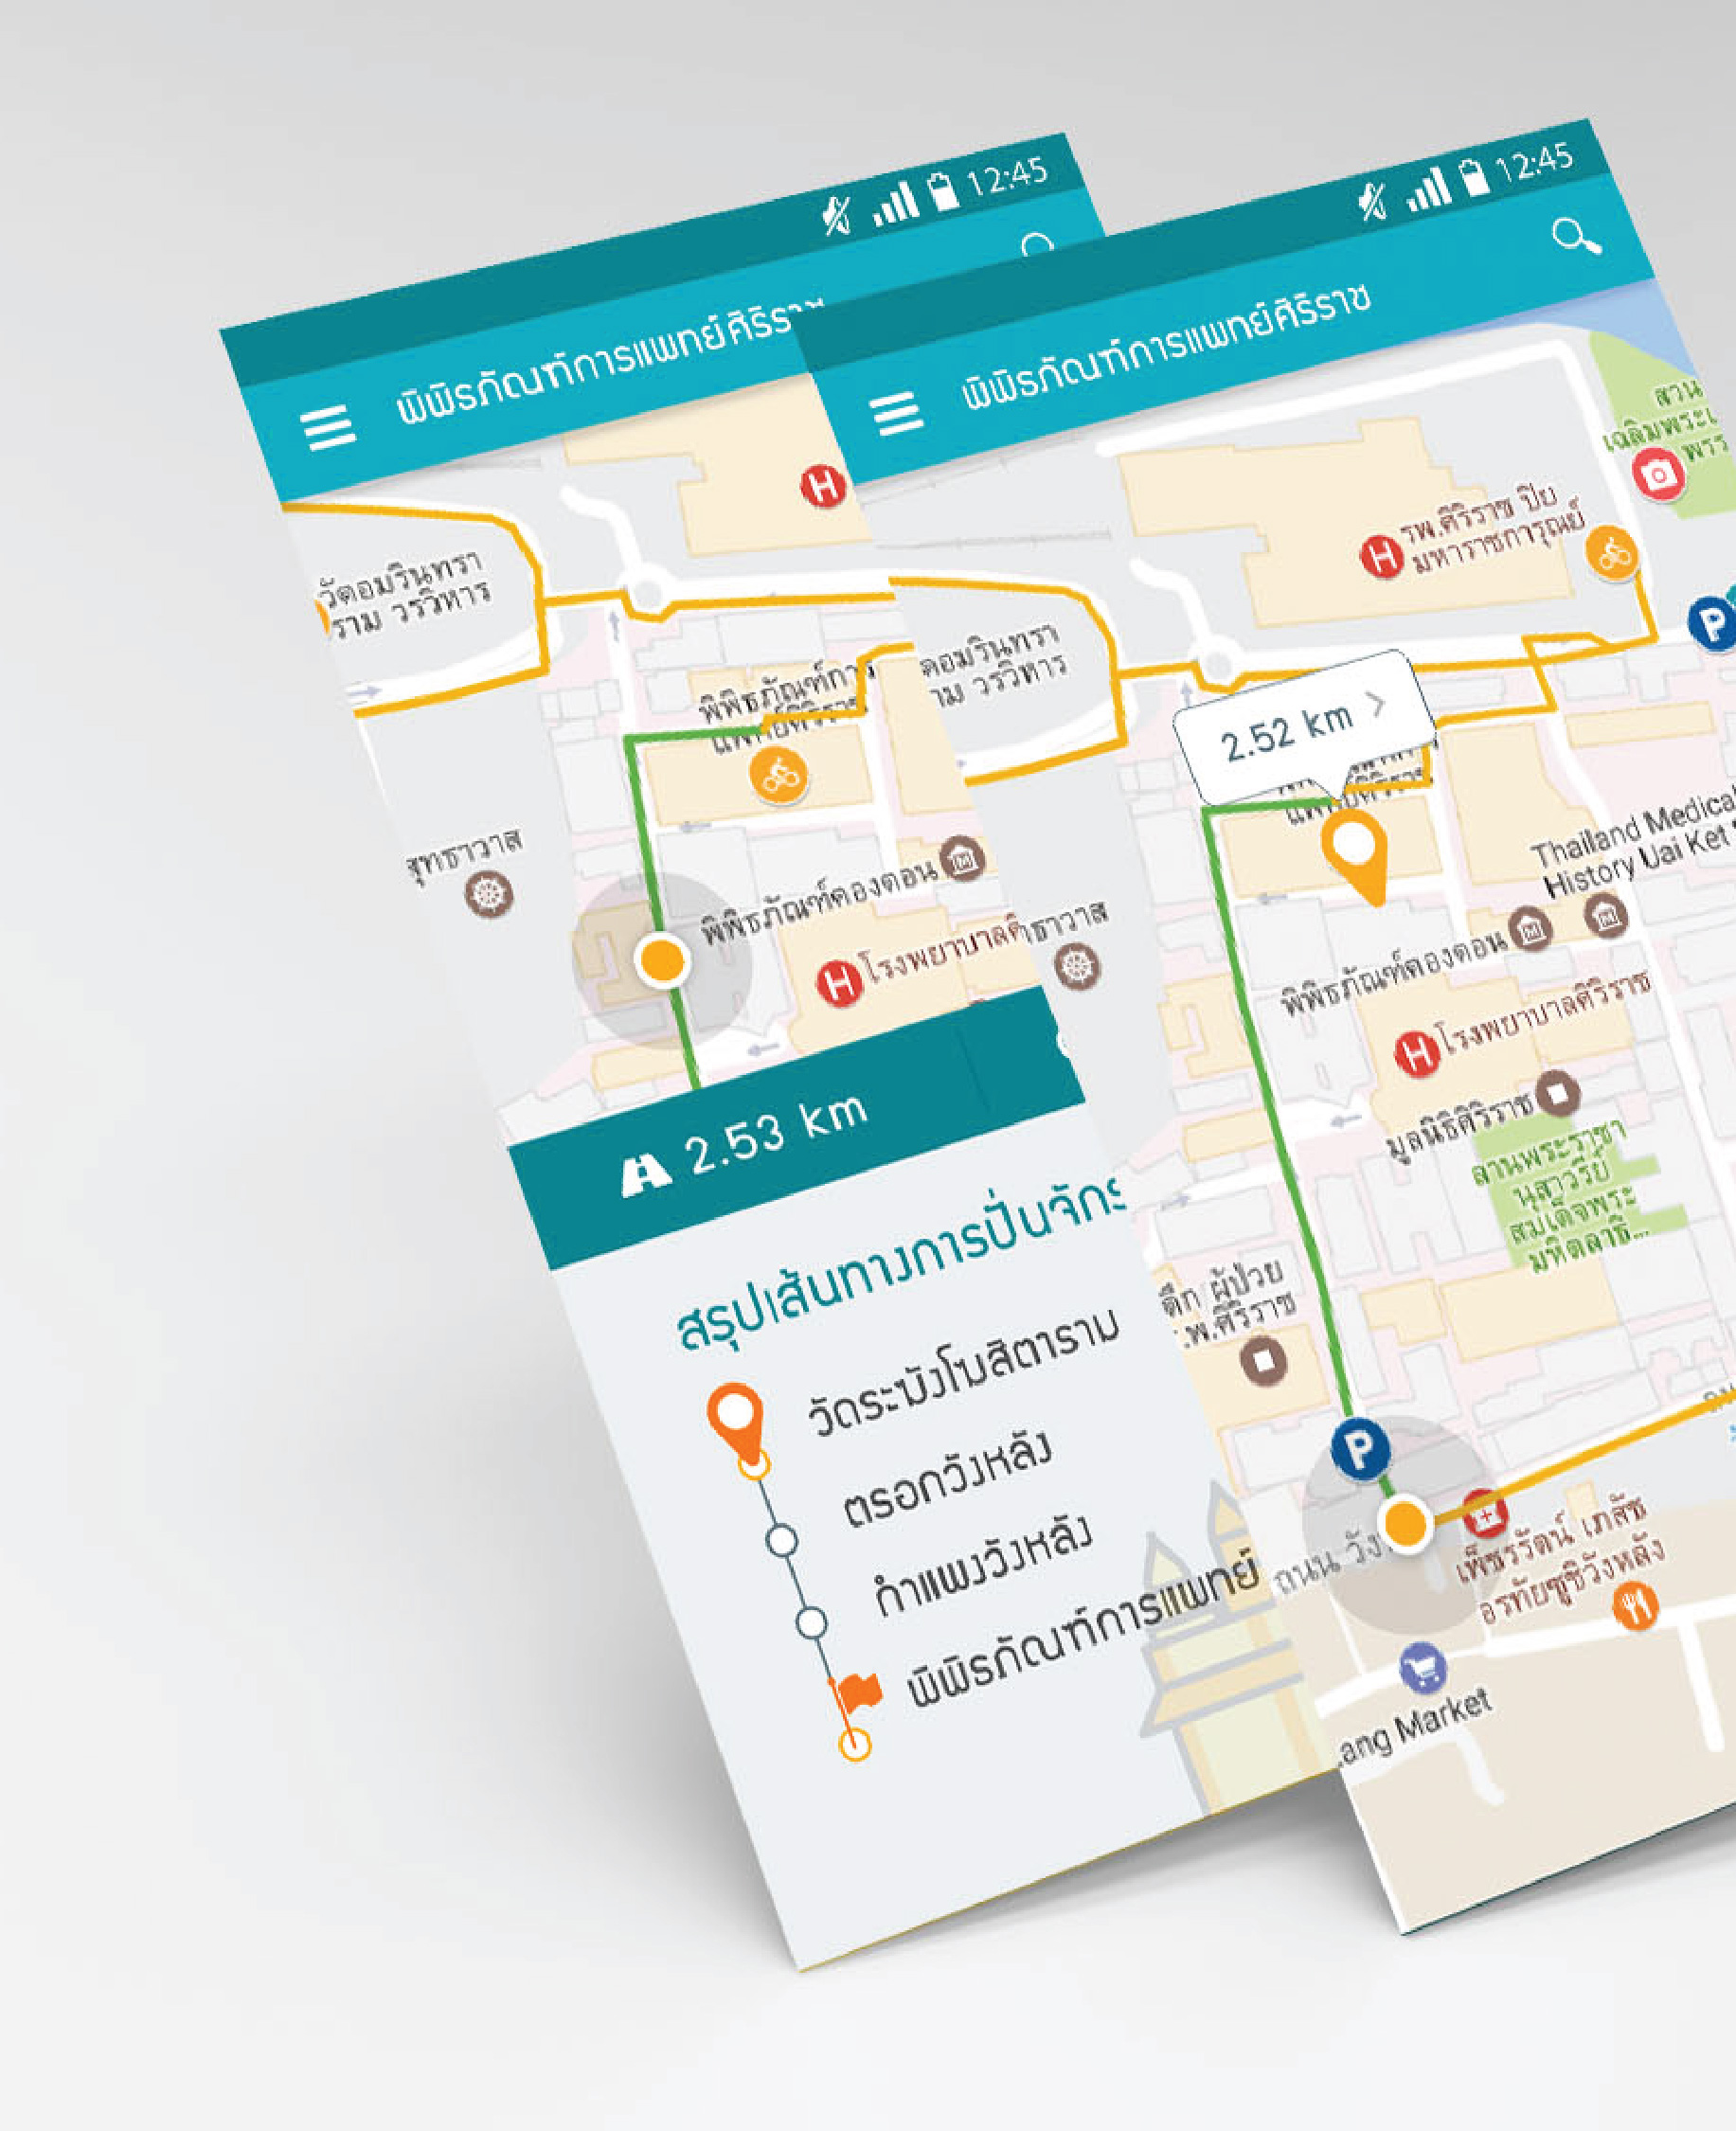 12:45
พิพิธภัณฑ์การแพทย์ศิริราช
วัดอมรินทรา
ราม วรวิหาร
พิพิธภัณฑ์การ
แพทย์ศิริราช
สุทธาวาส
พิพิธภัณฑ์คองดอน
H โรงพยาบาลศิ
2.53 km
สรุปเส้นทางการปั่นจักร
วัดระฆังโฆสิตาราม
ตรอกวังหลัง
กำแพงวังหลัง
พิพิธภัณฑ์การแพทย์
12:45
พิพิธภัณฑ์การแพทย์ศิริราช
สวน
เฉลิมพระเ
พรร
H รพ.ศิริราช ปิย
มหาราชการุณย์
P
ดอมรินทรา
าม วรวิหาร
2.52 km
แพทย์ศิริราช
Thailand Medical
History Uai Ket
ธาวาส
พิพิธภัณฑ์คองดอน
H โรงพยาบาลศิริราช
มูลนิธิศิริราช
ลานพระราชา
นุสาวรีย์
สมเด็จพระ
มหิตลาธิ...
ตึก ผู้ป่วย
.พ.ศิริราช
P
ถนน วัง
เพ็ชรรัตน์ เภสัช
อรทัยซูชิวังหลัง
ang Market